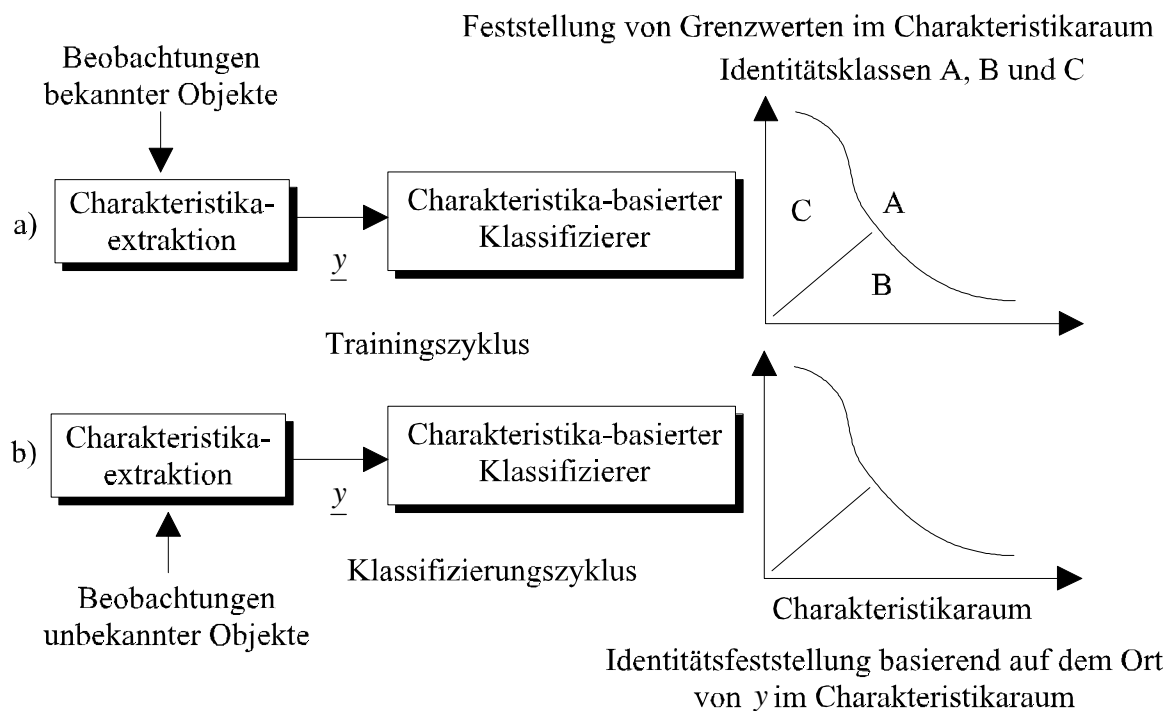 Feststellung von Grenzwerten im Charakteristikaraum
Identitätsklassen A, B und C
Beobachtungen
bekannter Objekte
a)
Charakteristika-
extraktion
y
Charakteristika-basierter
Klassifizierer
C
A
B
Trainingszyklus
b)
Charakteristika-
extraktion
y
Charakteristika-basierter
Klassifizierer
Klassifizierungszyklus
Beobachtungen
unbekannter Objekte
Charakteristikaraum
Identitätsfeststellung basierend auf dem Ort
von y im Charakteristikaraum